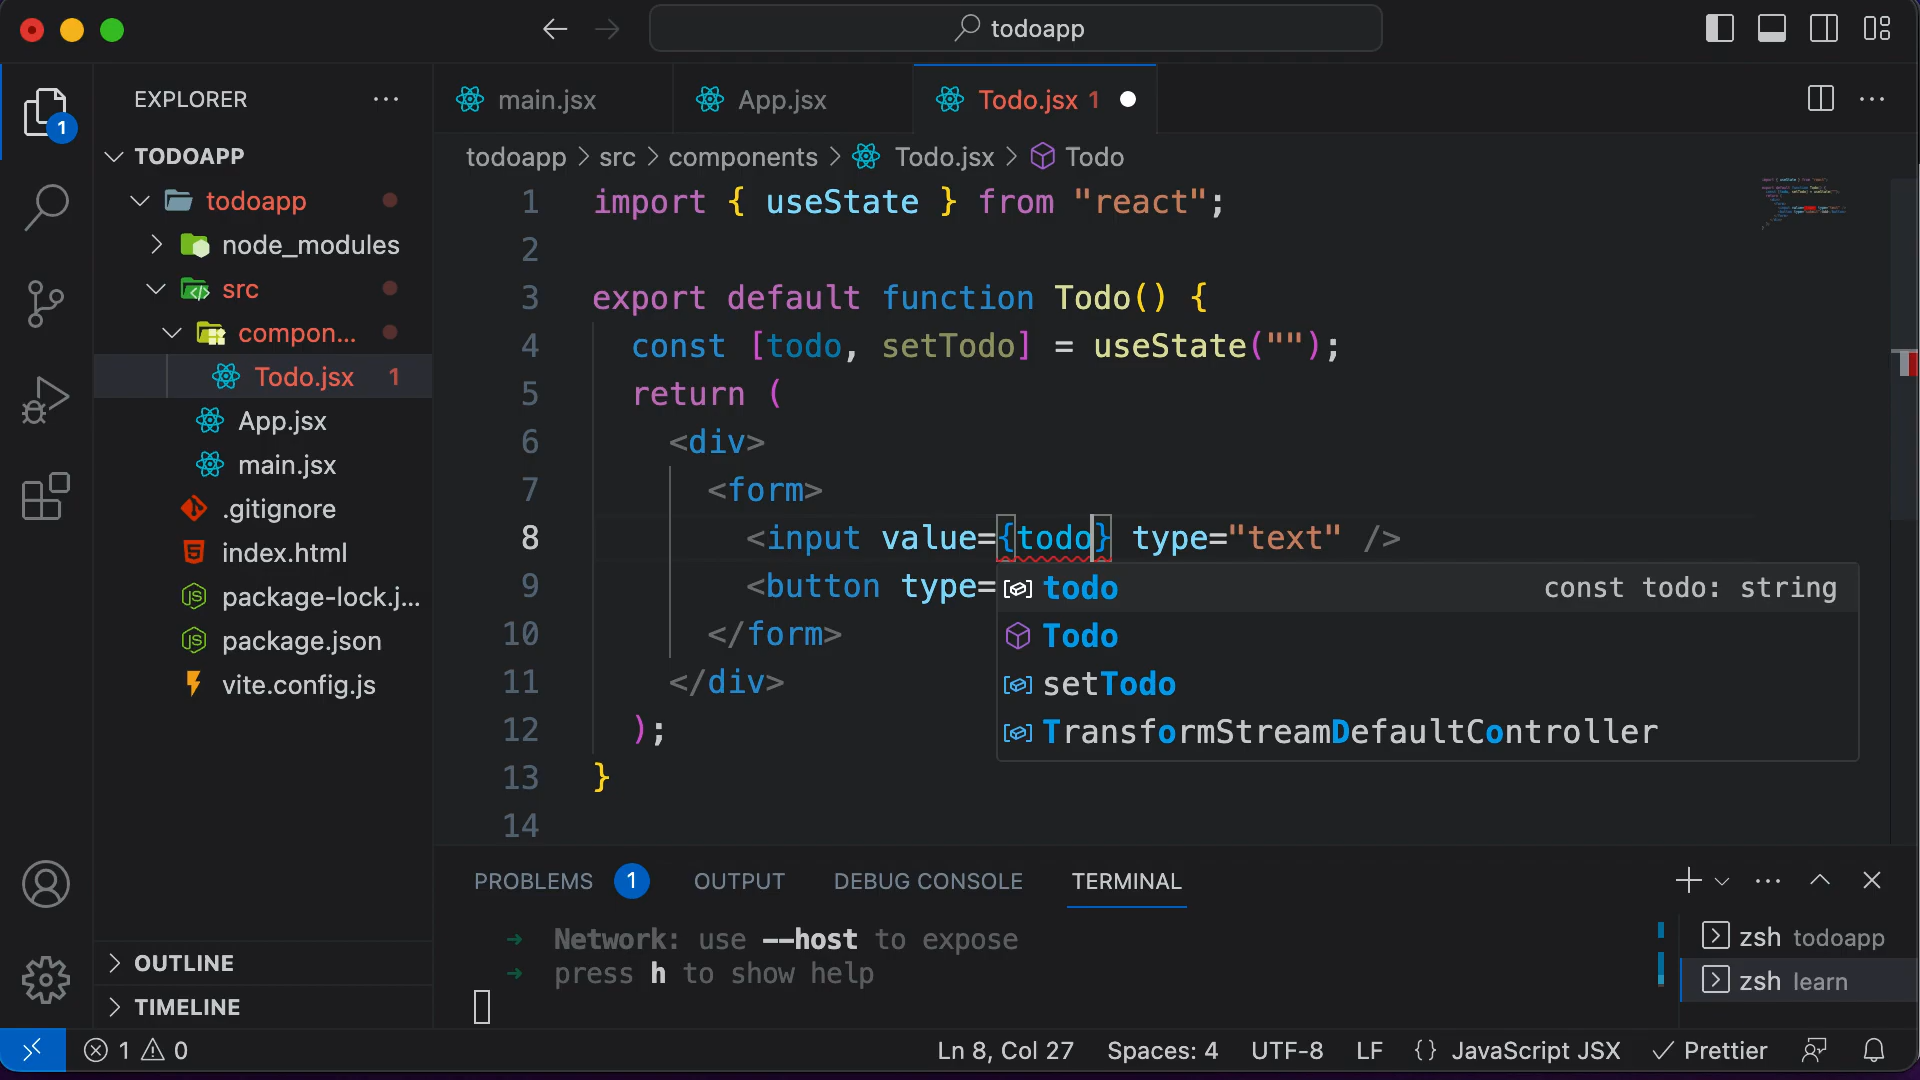 todoapp
EXPLORER
main.jsx
App.jsx
Todo.jsx 1
1
TODOAPP
todoapp
node_modules
src
compon...
Todo.jsx 1
App.jsx
main.jsx
.gitignore
index.html
package-lock.j...
package.json
vite.config.js
OUTLINE
TIMELINE
todoapp > src > components > Todo.jsx > Todo
1 import { useState } from "react";
2
3 export default function Todo() {
4 const [todo, setTodo] = useState("");
5 return (
6 <div>
7 <form>
8 <input value={todo} type="text" />
9 <button type=
10 </form>
11 </div>
12 );
13 }
14
todo const todo: string
Todo
setTodo
TransformStreamDefaultController
PROBLEMS 1 OUTPUT DEBUG CONSOLE TERMINAL
➜ Network: use --host to expose
➜ press h to show help
zsh todoapp
zsh learn
1 0 Ln 8, Col 27 Spaces: 4 UTF-8 LF {} JavaScript JSX Prettier